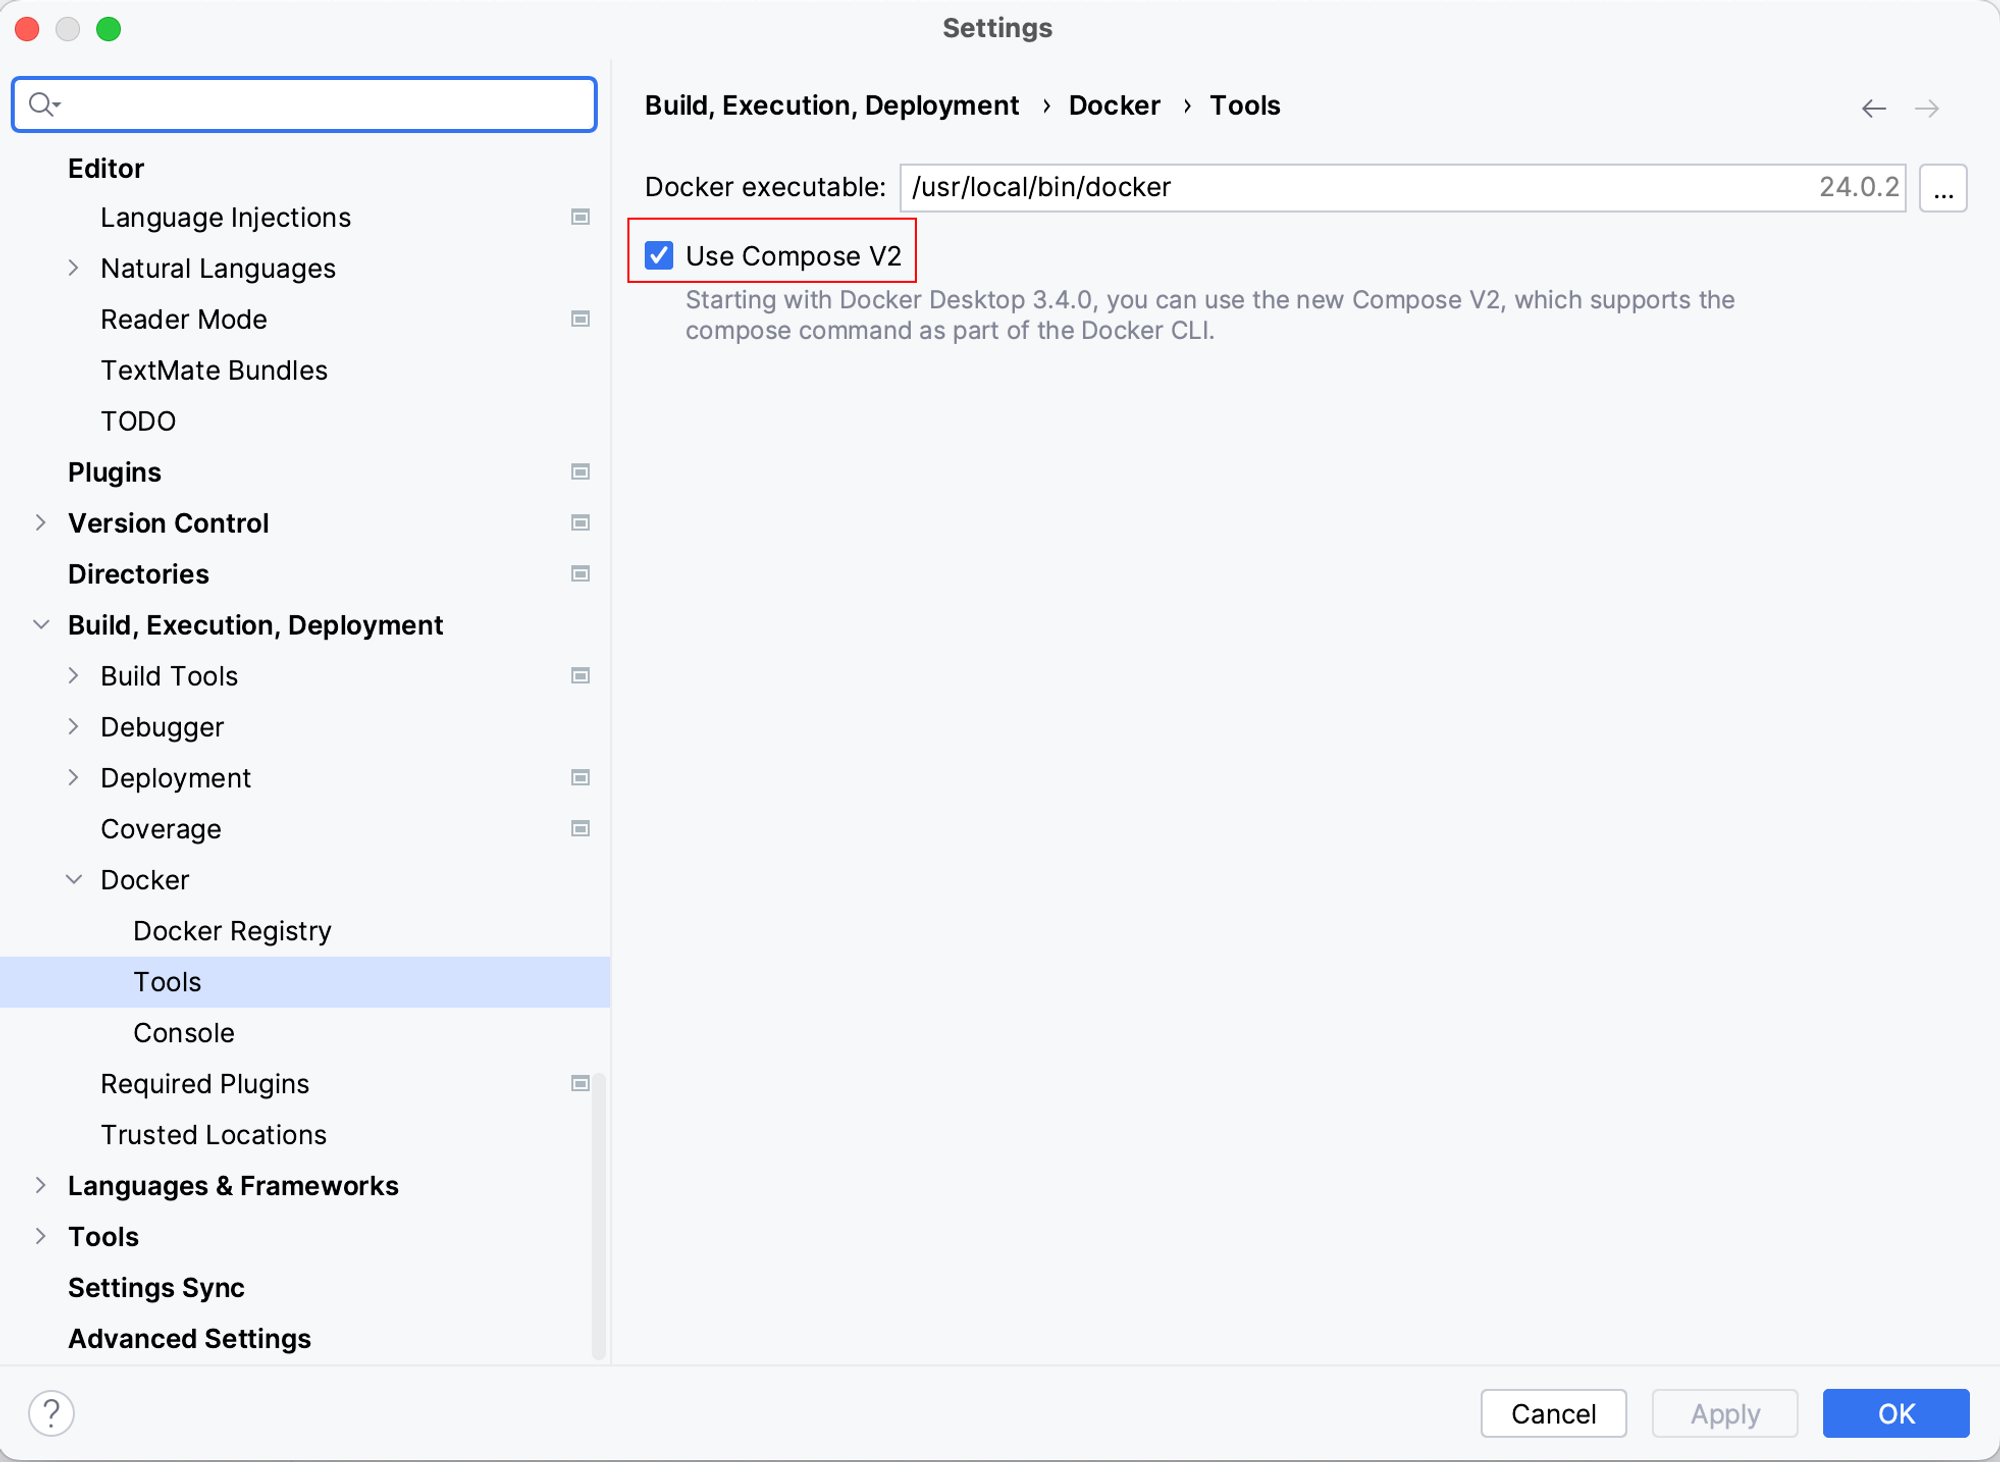 Settings
Editor
Language Injections
Natural Languages
Reader Mode
TextMate Bundles
TODO
Plugins
Version Control
Directories
Build, Execution, Deployment
Build Tools
Debugger
Deployment
Coverage
Docker
Docker Registry
Tools
Console
Required Plugins
Trusted Locations
Languages & Frameworks
Tools
Settings Sync
Advanced Settings
Build, Execution, Deployment › Docker › Tools
Docker executable: /usr/local/bin/docker 24.0.2 ...
Use Compose V2
Starting with Docker Desktop 3.4.0, you can use the new Compose V2, which supports the
compose command as part of the Docker CLI.
? Cancel Apply OK